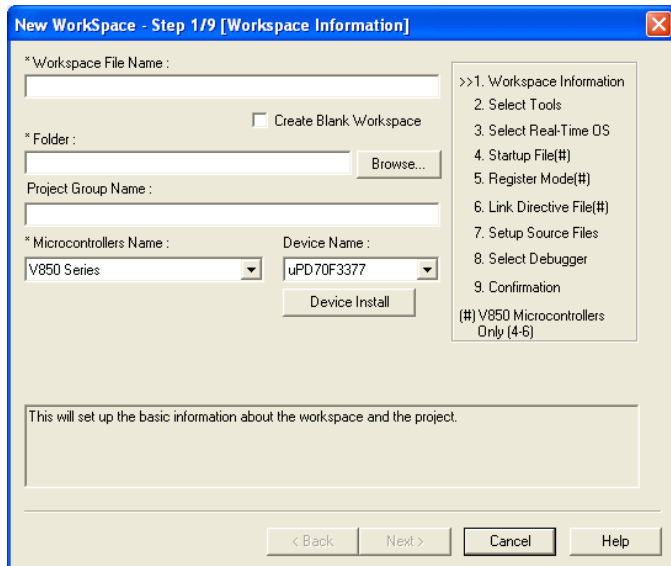 New WorkSpace - Step 1/9 [Workspace Information]
* Workspace File Name :
Create Blank Workspace
* Folder :
Browse...
Project Group Name :
* Microcontrollers Name :
Device Name :
V850 Series
uPD70F3377
Device Install
>>1. Workspace Information
2. Select Tools
3. Select Real-Time OS
4. Startup File(#)
5. Register Mode(#)
6. Link Directive File(#)
7. Setup Source Files
8. Select Debugger
9. Confirmation
(#) V850 Microcontrollers
Only (4-6)
This will set up the basic information about the workspace and the project.
< Back
Next >
Cancel
Help